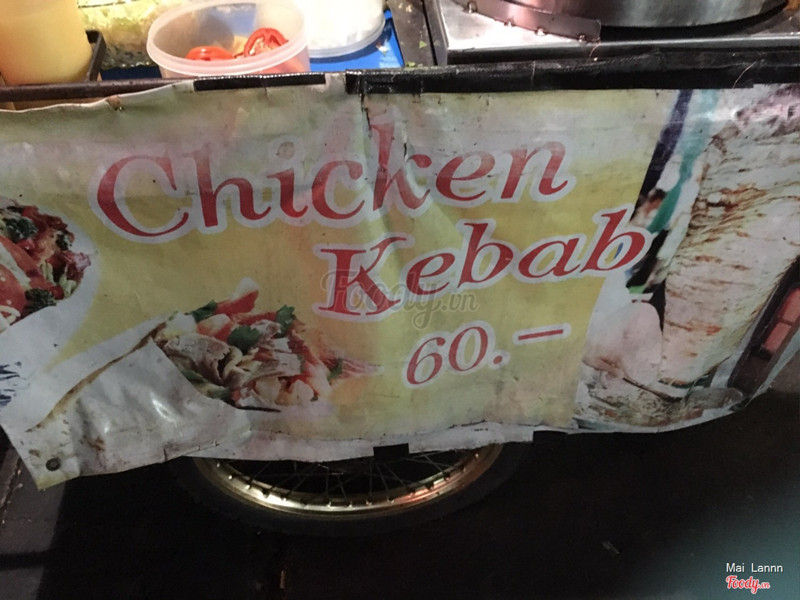 Chicken
Kebab
60.-
Foody.vn
Mai Lannn
Foody.vn